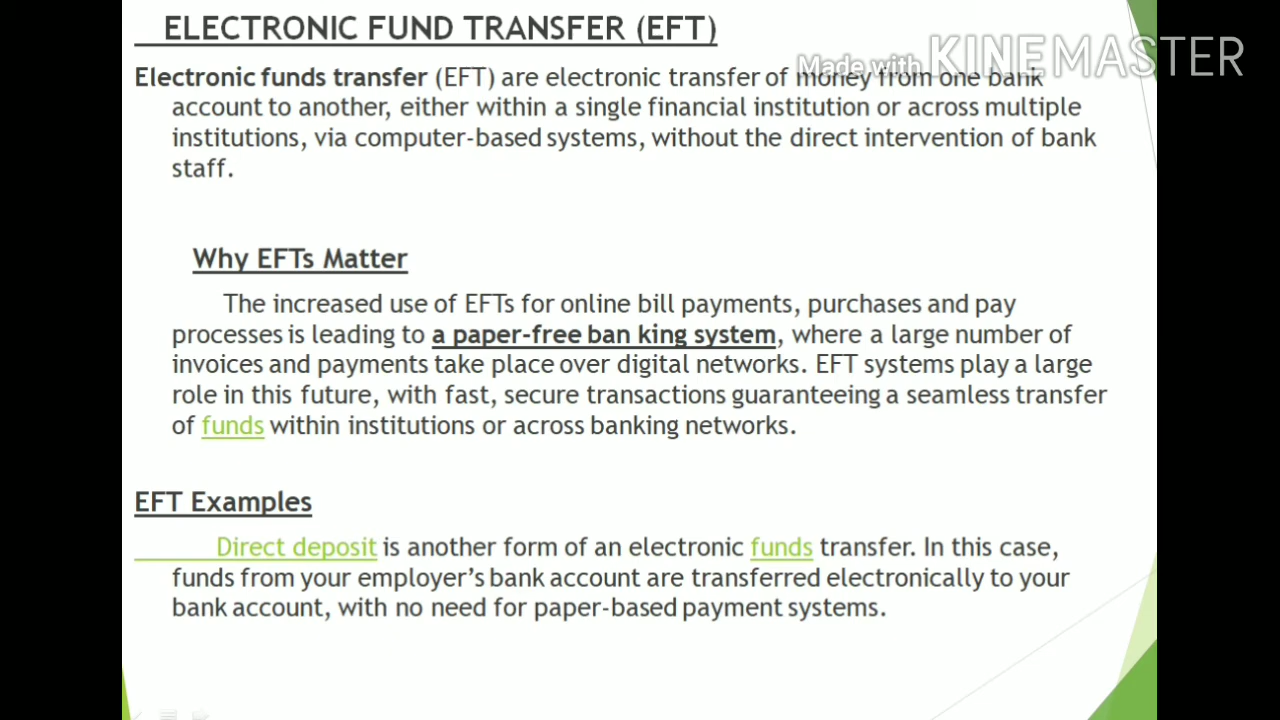 ELECTRONIC FUND TRANSFER (EFT)
Made with KINEMASTER
Electronic funds transfer (EFT) are electronic transfer of money from one bank
account to another, either within a single financial institution or across multiple
institutions, via computer-based systems, without the direct intervention of bank
staff.
Why EFTs Matter
The increased use of EFTs for online bill payments, purchases and pay
processes is leading to a paper-free ban king system, where a large number of
invoices and payments take place over digital networks. EFT systems play a large
role in this future, with fast, secure transactions guaranteeing a seamless transfer
of funds within institutions or across banking networks.
EFT Examples
Direct deposit is another form of an electronic funds transfer. In this case,
funds from your employer’s bank account are transferred electronically to your
bank account, with no need for paper-based payment systems.